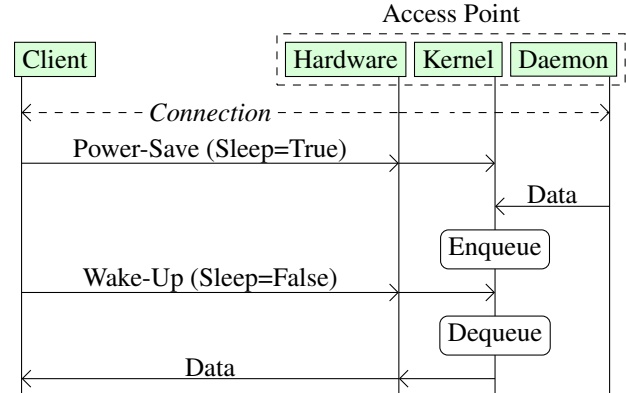 Access Point
Client
Hardware
Kernel
Daemon
Connection
Power-Save (Sleep=True)
Data
Enqueue
Wake-Up (Sleep=False)
Dequeue
Data